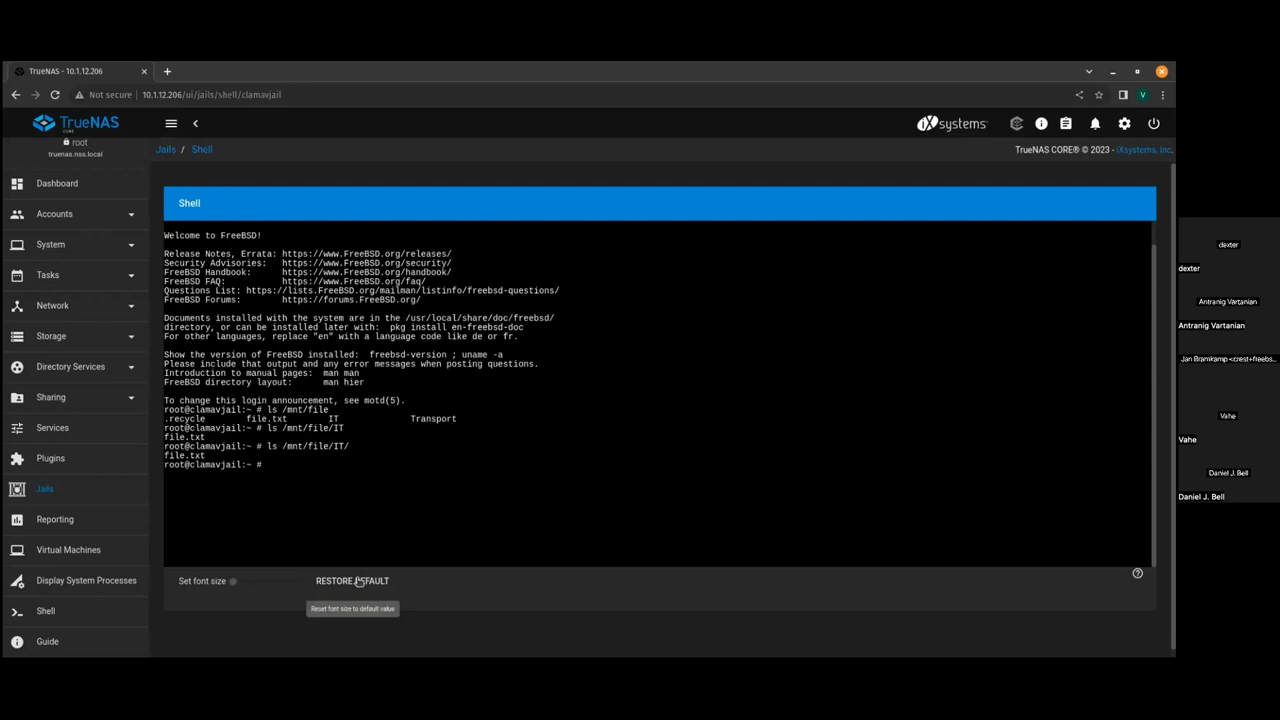 TrueNAS - 10.1.12.206
Not secure
10.1.12.206/ui/jails/shell/clamavjail
V
TrueNAS
CORE
iXsystems
root
truenas.nss.local
Jails / Shell
TrueNAS CORE® © 2023 - iXsystems, Inc.
Dashboard
Accounts
System
Tasks
Network
Storage
Directory Services
Sharing
Services
Plugins
Jails
Reporting
Virtual Machines
Display System Processes
Shell
Guide
Shell
Welcome to FreeBSD!
Release Notes, Errata: https://www.FreeBSD.org/releases/
Security Advisories:   https://www.FreeBSD.org/security/
FreeBSD Handbook:      https://www.FreeBSD.org/handbook/
FreeBSD FAQ:           https://www.FreeBSD.org/faq/
Questions List: https://lists.FreeBSD.org/mailman/listinfo/freebsd-questions/
FreeBSD Forums:        https://forums.FreeBSD.org/
Documents installed with the system are in the /usr/local/share/doc/freebsd/
directory, or can be installed later with:  pkg install en-freebsd-doc
For other languages, replace "en" with a language code like de or fr.
Show the version of FreeBSD installed:  freebsd-version ; uname -a
Please include that output and any error messages when posting questions.
Introduction to manual pages:  man man
FreeBSD directory layout:      man hier
To change this login announcement, see motd(5).
root@clamavjail:~ # ls /mnt/file
.recycle        file.txt        IT              Transport
root@clamavjail:~ # ls /mnt/file/IT
file.txt
root@clamavjail:~ # ls /mnt/file/IT/
file.txt
root@clamavjail:~ #
Set font size
RESTORE DEFAULT
Reset font size to default value
dexter
dexter
Antranig Vartanian
Antranig Vartanian
Jan Bramkamp <crest+freebs...
Vahe
Vahe
Daniel J. Bell
Daniel J. Bell